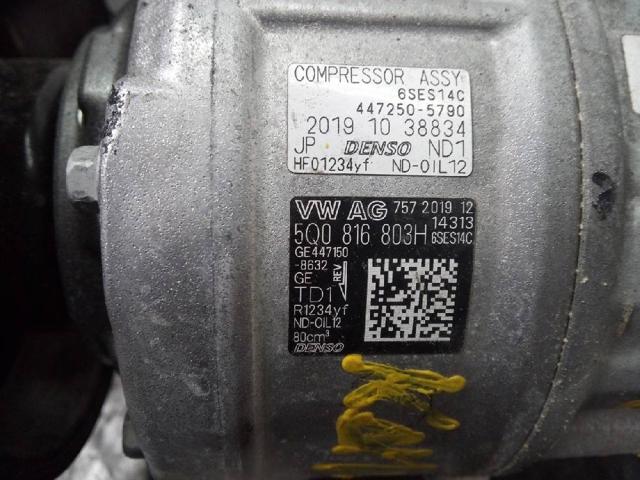 COMPRESSOR ASSY
6SES14C
447250-5790
2019 10 38834
JP DENSO ND1
HFO1234yf ND-OIL12
VW AG 757 2019 12
14313
5Q0 816 803H 6SES14C
GE447150
-8632
GE REV
TD1
R1234yf
ND-OIL12
80cm³
DENSO